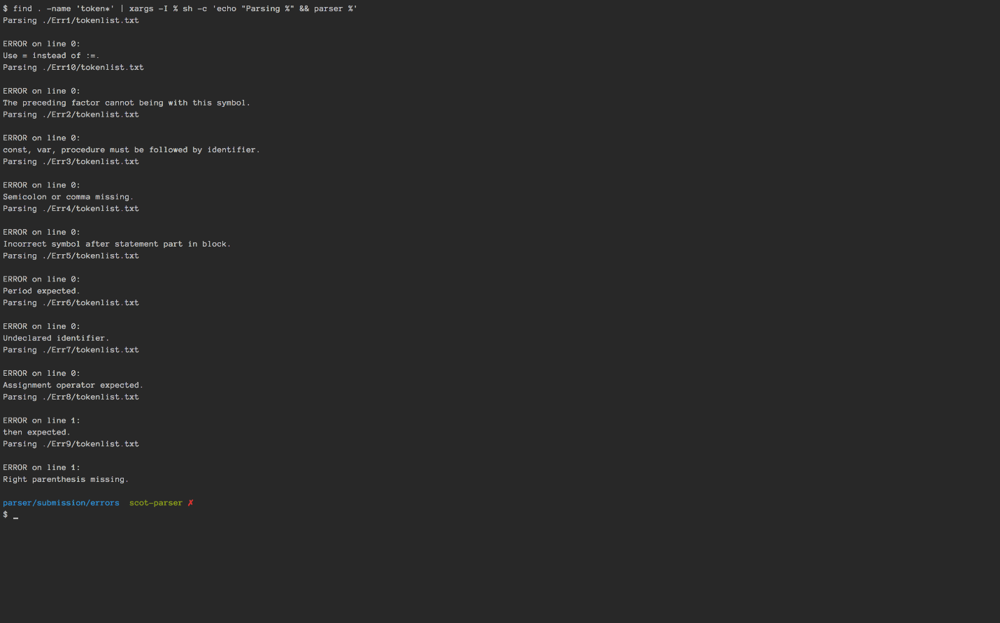 $ find . -name 'token*' | xargs -I % sh -c 'echo "Parsing %" && parser %'
Parsing ./Err1/tokenlist.txt
ERROR on line 0:
Use = instead of :=.
Parsing ./Err10/tokenlist.txt
ERROR on line 0:
The preceding factor cannot being with this symbol.
Parsing ./Err2/tokenlist.txt
ERROR on line 0:
const, var, procedure must be followed by identifier.
Parsing ./Err3/tokenlist.txt
ERROR on line 0:
Semicolon or comma missing.
Parsing ./Err4/tokenlist.txt
ERROR on line 0:
Incorrect symbol after statement part in block.
Parsing ./Err5/tokenlist.txt
ERROR on line 0:
Period expected.
Parsing ./Err6/tokenlist.txt
ERROR on line 0:
Undeclared identifier.
Parsing ./Err7/tokenlist.txt
ERROR on line 0:
Assignment operator expected.
Parsing ./Err8/tokenlist.txt
ERROR on line 1:
then expected.
Parsing ./Err9/tokenlist.txt
ERROR on line 1:
Right parenthesis missing.
parser/submission/errors scot-parser ✗
$ _